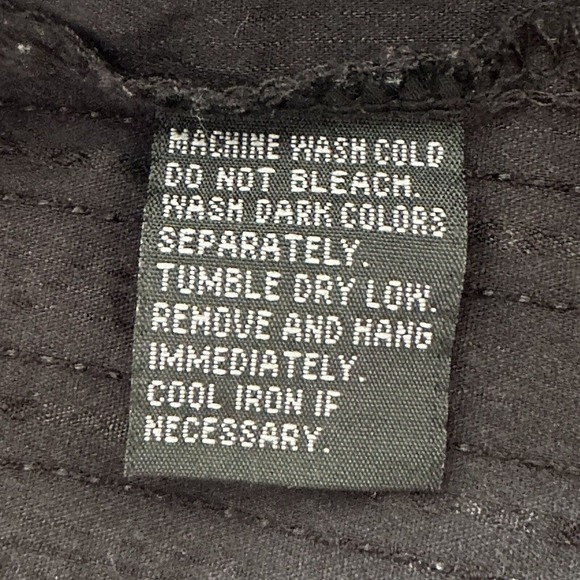 MACHINE WASH COLD
DO NOT BLEACH.
WASH DARK COLORS
SEPARATELY.
TUMBLE DRY LOW.
REMOVE AND HANG
IMMEDIATELY.
COOL IRON IF
NECESSARY.